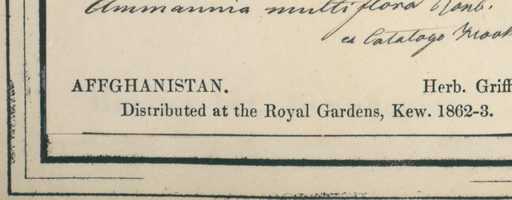 Ammannia multiflora Roxb.
ex Catalogo
AFFGHANISTAN. Herb. Griff
Distributed at the Royal Gardens, Kew. 1862-3.